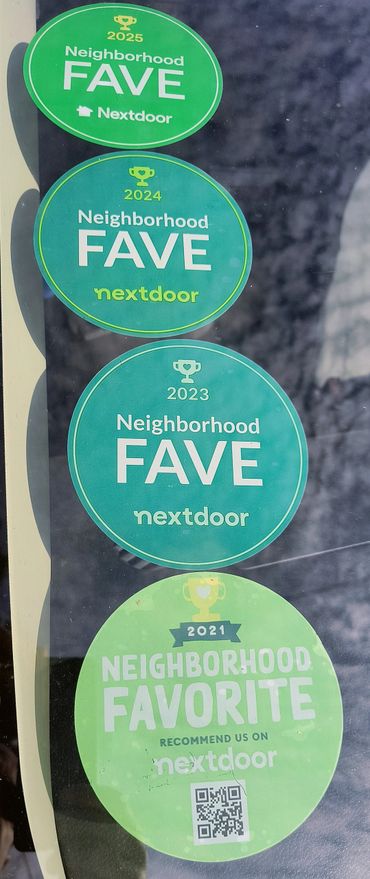 2025
Neighborhood
FAVE
Nextdoor
2024
Neighborhood
FAVE
nextdoor
2023
Neighborhood
FAVE
nextdoor
2021
NEIGHBORHOOD
FAVORITE
RECOMMEND US ON
nextdoor